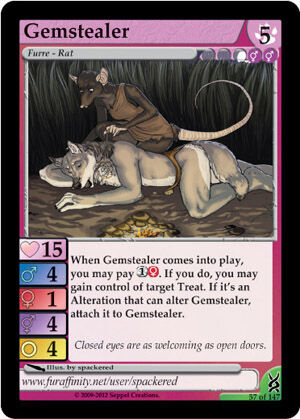 Gemstealer
5
Furre - Rat
15
4
1
4
4
When Gemstealer comes into play,
you may pay 1. If you do, you may
gain control of target Treat. If it's an
Alteration that can alter Gemstealer,
attach it to Gemstealer.
Closed eyes are as welcoming as open doors.
Illus. by spackered
www.furaffinity.net/user/spackered
© 2009-2012 Seppel Creations.
57 of 147